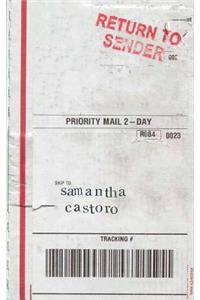 RETURN TO
SENDER
PRIORITY MAIL 2-DAY
R084 0023
SHIP TO
samantha
castoro
TRACKING #